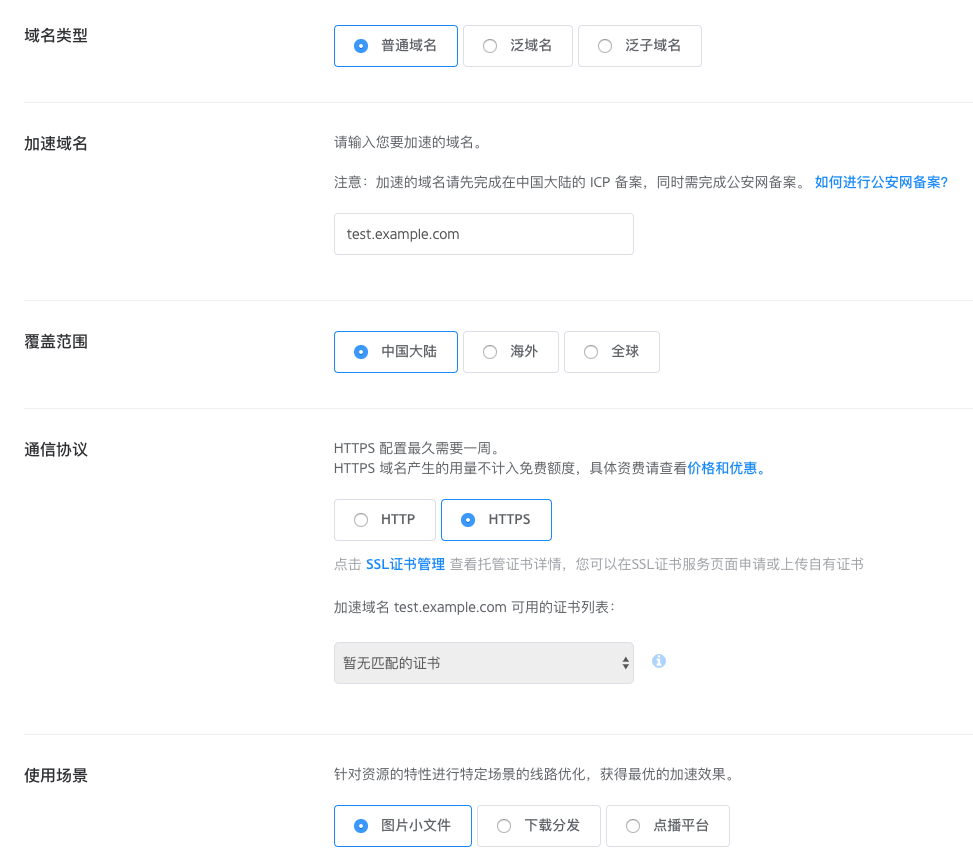 域名类型
普通域名 泛域名 泛子域名
加速域名
请输入您要加速的域名。
注意：加速的域名请先完成在中国大陆的 ICP 备案，同时需完成公安网备案。 如何进行公安网备案?
test.example.com
覆盖范围
中国大陆 海外 全球
通信协议
HTTPS 配置最久需要一周。
HTTPS 域名产生的用量不计入免费额度，具体资费请查看价格和优惠。
HTTP HTTPS
点击 SSL证书管理 查看托管证书详情，您可以在SSL证书服务页面申请或上传自有证书
加速域名 test.example.com 可用的证书列表：
暂无匹配的证书
使用场景
针对资源的特性进行特定场景的线路优化，获得最优的加速效果。
图片小文件 下载分发 点播平台